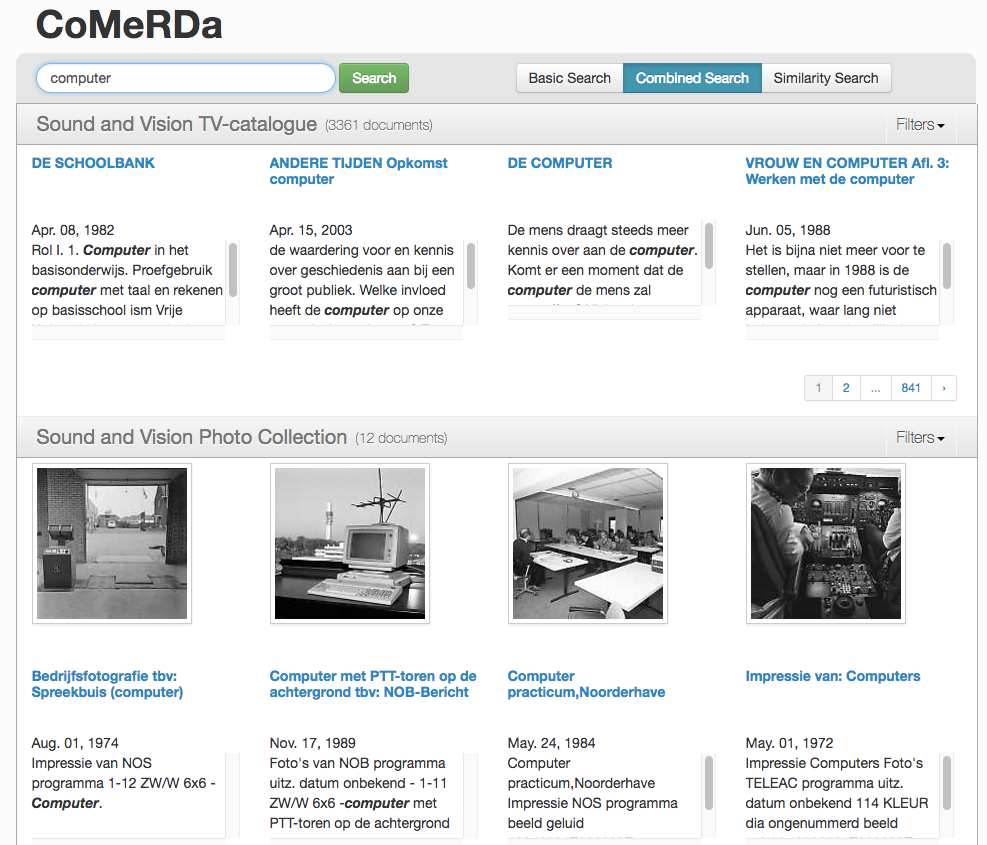 CoMeRDa
computer
Search
Basic Search
Combined Search
Similarity Search
Sound and Vision TV-catalogue (3361 documents)
Filters
DE SCHOOLBANK
Apr. 08, 1982
Rol I. 1. Computer in het
basisonderwijs. Proefgebruik
computer met taal en rekenen
op basisschool ism Vrije
ANDERE TIJDEN Opkomst
computer
Apr. 15, 2003
de waardering voor en kennis
over geschiedenis aan bij een
groot publiek. Welke invloed
heeft de computer op onze
DE COMPUTER
De mens draagt steeds meer
kennis over aan de computer.
Komt er een moment dat de
computer de mens zal
VROUW EN COMPUTER Afl. 3:
Werken met de computer
Jun. 05, 1988
Het is bijna niet meer voor te
stellen, maar in 1988 is de
computer nog een futuristisch
apparaat, waar lang niet
1 2 ... 841 ›
Sound and Vision Photo Collection (12 documents)
Filters
Bedrijfsfotografie tbv:
Spreekbuis (computer)
Aug. 01, 1974
Impressie van NOS
programma 1-12 ZW/W 6x6 -
Computer.
Computer met PTT-toren op de
achtergrond tbv: NOB-Bericht
Nov. 17, 1989
Foto's van NOB programma
uitz. datum onbekend - 1-11
ZW/W 6x6 -computer met
PTT-toren op de achtergrond
Computer
practicum,Noorderhave
May. 24, 1984
Computer
practicum,Noorderhave
Impressie NOS programma
beeld geluid
Impressie van: Computers
May. 01, 1972
Impressie Computers Foto's
TELEAC programma uitz.
datum onbekend 114 KLEUR
dia ongenummerd beeld